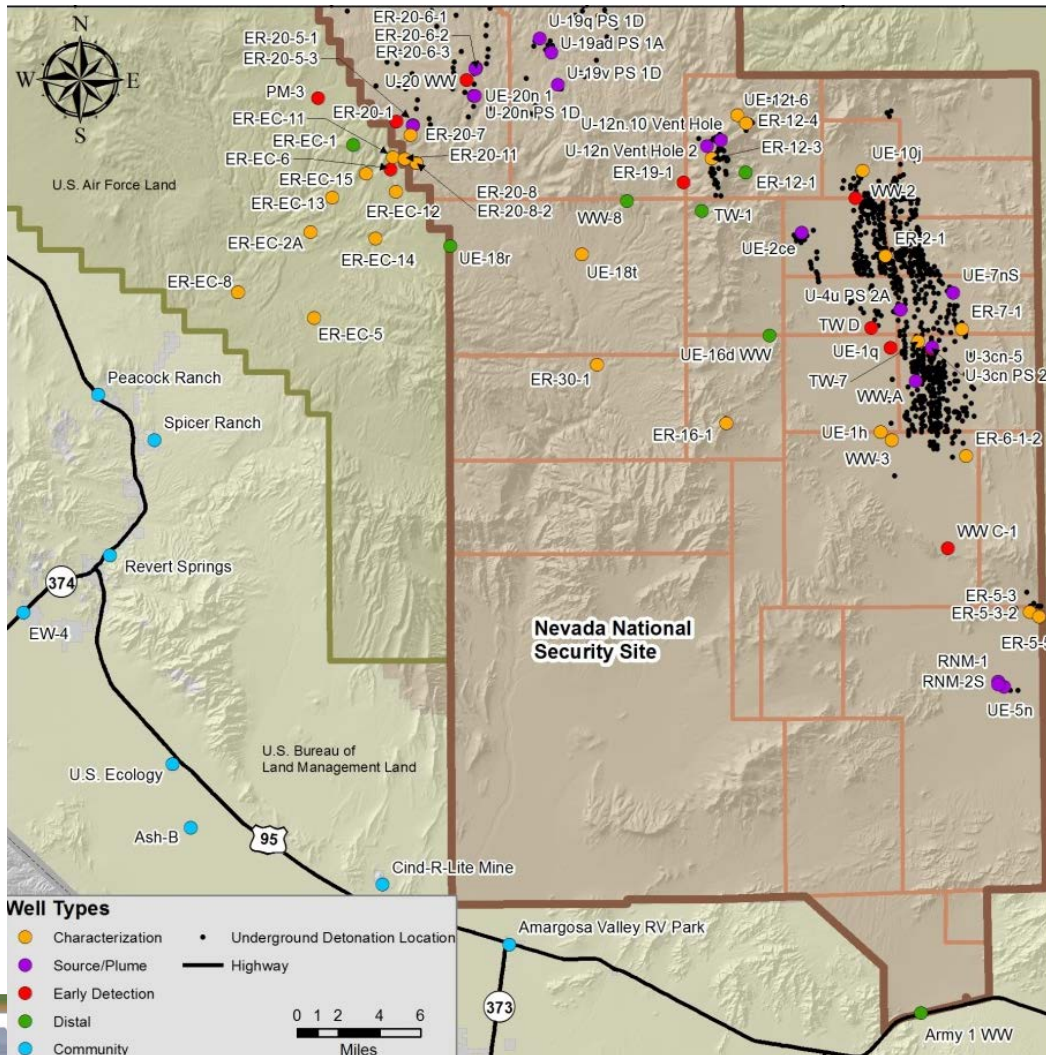 N
W
E
S
ER-20-5-1
ER-20-5-3
PM-3
ER-EC-11
ER-EC-1
ER-EC-6
U.S. Air Force Land
ER-EC-15
ER-EC-13
ER-EC-2A
ER-EC-8
ER-EC-5
ER-EC-14
ER-EC-12
ER-20-1
ER-20-6-1
ER-20-6-2
ER-20-6-3
U-20 WW
UE-20n 1
U-20n PS 1D
ER-20-7
ER-20-11
ER-20-8
ER-20-8-2
U-19q PS 1D
U-19ad PS 1A
U-19v PS 1D
UE-12t-6
ER-12-4
U-12n.10 Vent Hole
U-12n Vent Hole 2
ER-12-3
ER-19-1
ER-12-1
WW-8
TW-1
UE-18r
UE-18t
UE-10j
WW-2
UE-2ce
ER-2-1
UE-7nS
U-4u PS 2A
ER-7-1
TW D
UE-1q
U-3cn-5
U-3cn PS 2
TW-7
WW-A
UE-16d WW
ER-30-1
ER-16-1
UE-1h
ER-6-1-2
WW-3
WW C-1
ER-5-3
ER-5-3-2
ER-5-5
RNM-1
RNM-2S
UE-5n
Nevada National
Security Site
Peacock Ranch
Spicer Ranch
Revert Springs
374
EW-4
U.S. Bureau of
Land Management Land
U.S. Ecology
Ash-B
95
Cind-R-Lite Mine
Amargosa Valley RV Park
373
Army 1 WW
Well Types
Characterization
Source/Plume
Early Detection
Distal
Community
Underground Detonation Location
Highway
0 1 2 4 6
Miles